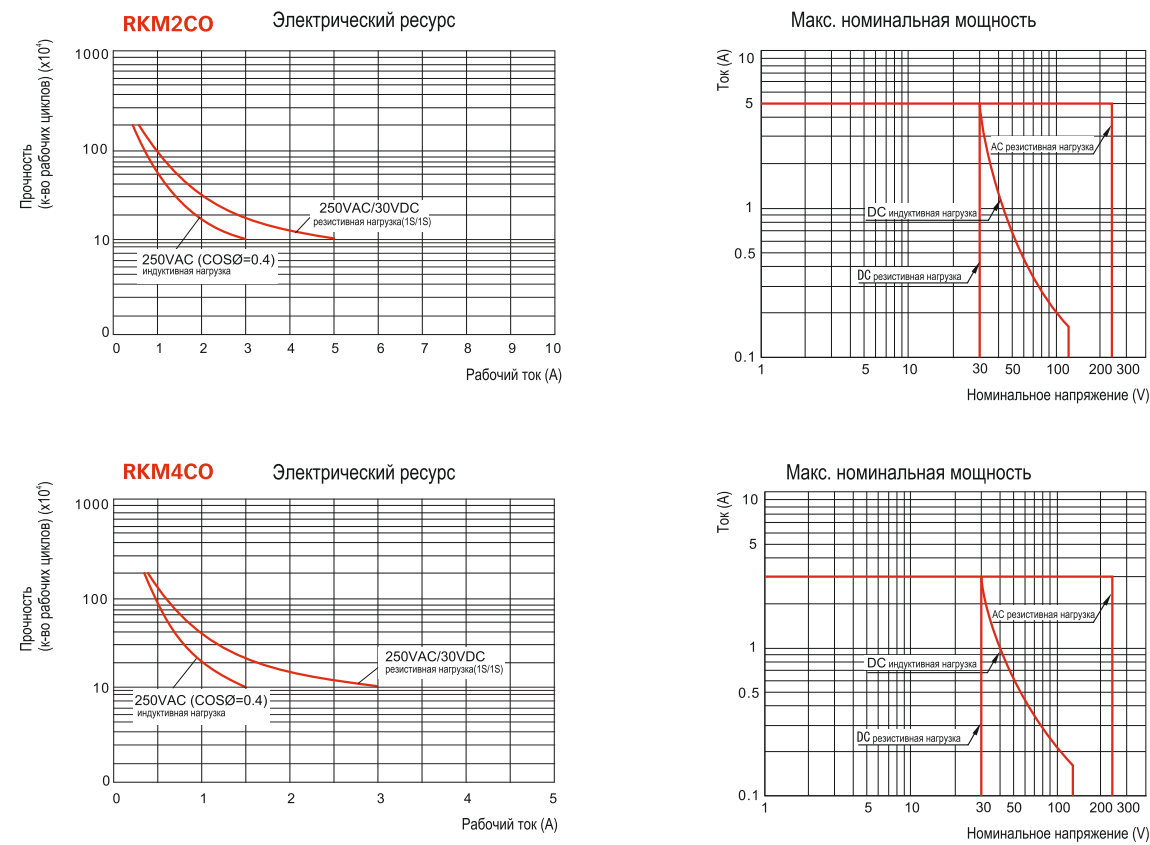 RKM2CO
Электрический ресурс
Прочность
(к-во рабочих циклов) (x10⁴)
1000
100
10
0
250VAC/30VDC
резистивная нагрузка(1S/1S)
250VAC (COSØ=0.4)
индуктивная нагрузка
0 1 2 3 4 5 6 7 8 9 10
Рабочий ток (A)
Макс. номинальная мощность
Ток (A)
10
5
1
0.5
0.1
AC резистивная нагрузка
DC индуктивная нагрузка
DC резистивная нагрузка
1 5 10 30 50 100 200 300
Номинальное напряжение (V)
RKM4CO
Электрический ресурс
Прочность
(к-во рабочих циклов) (x10⁴)
1000
100
10
0
250VAC/30VDC
резистивная нагрузка(1S/1S)
250VAC (COSØ=0.4)
индуктивная нагрузка
0 1 2 3 4 5
Рабочий ток (A)
Макс. номинальная мощность
Ток (A)
10
5
1
0.5
0.1
AC резистивная нагрузка
DC индуктивная нагрузка
DC резистивная нагрузка
1 5 10 30 50 100 200 300
Номинальное напряжение (V)